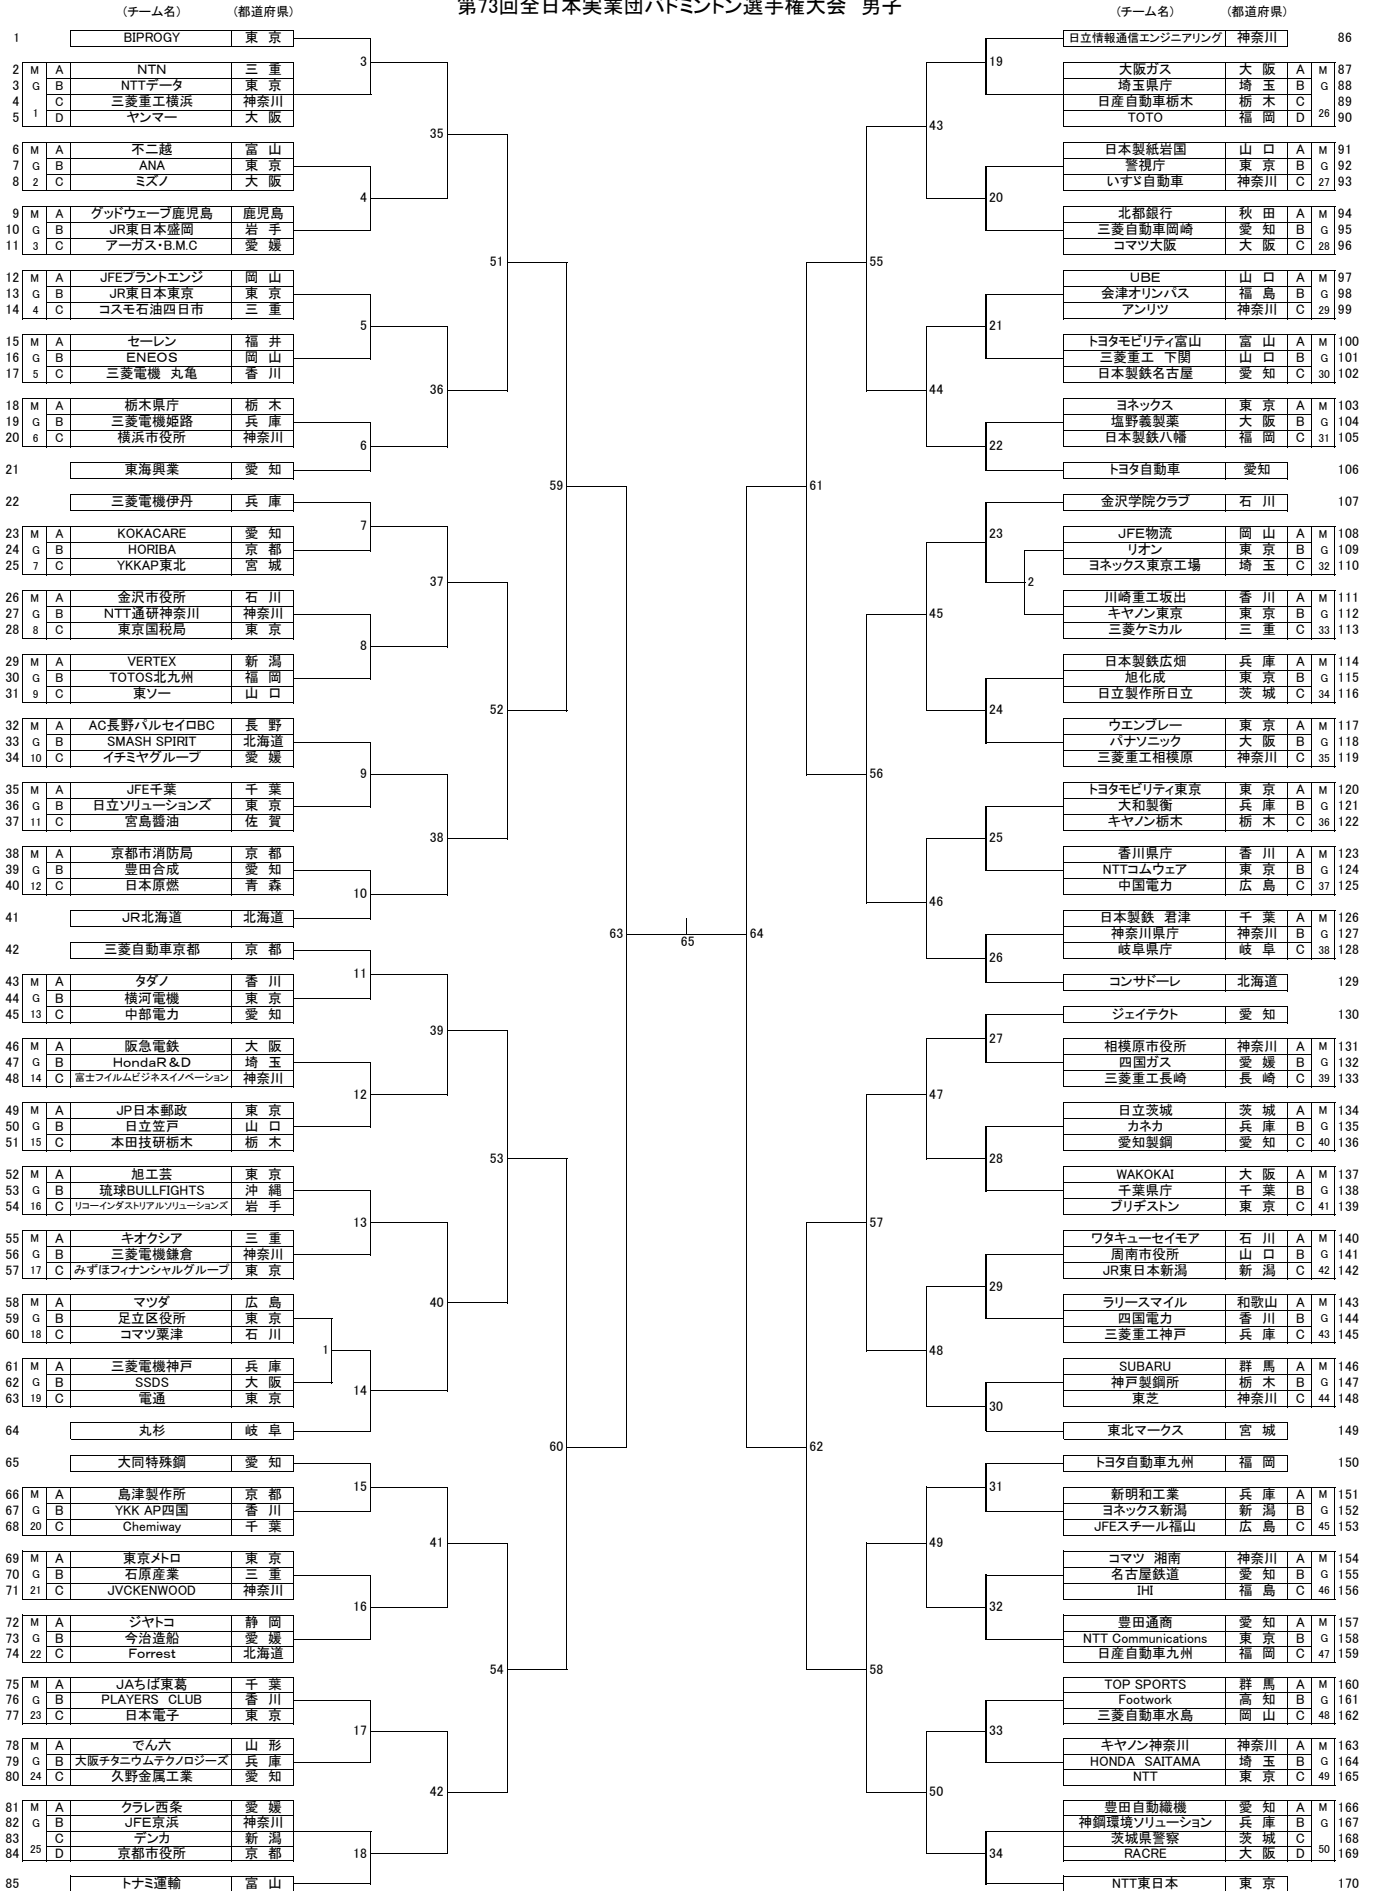 第73回全日本実業団バドミントン選手権大会　男子
（チーム名） （都道府県）
1 BIPROGY 東 京
2 M A NTN 三 重
3 G B NTTデータ 東 京
4 C 三菱重工横浜 神奈川
5 1 D ヤンマー 大 阪
6 M A 不二越 富 山
7 G B ANA 東 京
8 2 C ミズノ 大 阪
9 M A グッドウェーブ鹿児島 鹿児島
10 G B JR東日本盛岡 岩 手
11 3 C アーガス・B.M.C 愛 媛
12 M A JFEプラントエンジ 岡 山
13 G B JR東日本東京 東 京
14 4 C コスモ石油四日市 三 重
15 M A セーレン 福 井
16 G B ENEOS 岡 山
17 5 C 三菱電機 丸亀 香 川
18 M A 栃木県庁 栃 木
19 G B 三菱電機姫路 兵 庫
20 6 C 横浜市役所 神奈川
21 東海興業 愛 知
22 三菱電機伊丹 兵 庫
23 M A KOKACARE 愛 知
24 G B HORIBA 京 都
25 7 C YKKAP東北 宮 城
26 M A 金沢市役所 石 川
27 G B NTT通研神奈川 神奈川
28 8 C 東京国税局 東 京
29 M A VERTEX 新 潟
30 G B TOTOS北九州 福 岡
31 9 C 東ソー 山 口
32 M A AC長野パルセイロBC 長 野
33 G B SMASH SPIRIT 北海道
34 10 C イチミヤグループ 愛 媛
35 M A JFE千葉 千 葉
36 G B 日立ソリューションズ 東 京
37 11 C 宮島醤油 佐 賀
38 M A 京都市消防局 京 都
39 G B 豊田合成 愛 知
40 12 C 日本原燃 青 森
41 JR北海道 北海道
42 三菱自動車京都 京 都
43 M A タダノ 香 川
44 G B 横河電機 東 京
45 13 C 中部電力 愛 知
46 M A 阪急電鉄 大 阪
47 G B HondaR&D 埼 玉
48 14 C 富士フイルムビジネスイノベーション 神奈川
49 M A JP日本郵政 東 京
50 G B 日立笠戸 山 口
51 15 C 本田技研栃木 栃 木
52 M A 旭工芸 東 京
53 G B 琉球BULLFIGHTS 沖 縄
54 16 C リコーインダストリアルソリューションズ 岩 手
55 M A キオクシア 三 重
56 G B 三菱電機鎌倉 神奈川
57 17 C みずほフィナンシャルグループ 東 京
58 M A マツダ 広 島
59 G B 足立区役所 東 京
60 18 C コマツ粟津 石 川
61 M A 三菱電機神戸 兵 庫
62 G B SSDS 大 阪
63 19 C 電通 東 京
64 丸杉 岐 阜
65 大同特殊鋼 愛 知
66 M A 島津製作所 京 都
67 G B YKK AP四国 香 川
68 20 C Chemiway 千 葉
69 M A 東京メトロ 東 京
70 G B 石原産業 三 重
71 21 C JVCKENWOOD 神奈川
72 M A ジヤトコ 静 岡
73 G B 今治造船 愛 媛
74 22 C Forrest 北海道
75 M A JAちば東葛 千 葉
76 G B PLAYERS CLUB 香 川
77 23 C 日本電子 東 京
78 M A でん六 山 形
79 G B 大阪チタニウムテクノロジーズ 兵 庫
80 24 C 久野金属工業 愛 知
81 M A クラレ西条 愛 媛
82 G B JFE京浜 神奈川
83 C デンカ 新 潟
84 25 D 京都市役所 京 都
85 トナミ運輸 富 山
3
4
5
6
7
8
9
10
11
12
13
1
14
15
16
17
18
35
36
37
38
39
40
41
42
51
52
53
54
59
60
63
65
64
61
62
55
56
57
58
43
44
45
46
47
48
49
50
19
20
21
22
23
2
24
25
26
27
28
29
30
31
32
33
34
（チーム名） （都道府県）
日立情報通信エンジニアリング 神奈川 86
大阪ガス 大 阪 A M 87
埼玉県庁 埼 玉 B G 88
日産自動車栃木 栃 木 C 89
TOTO 福 岡 D 26 90
日本製紙岩国 山 口 A M 91
警視庁 東 京 B G 92
いすゞ自動車 神奈川 C 27 93
北都銀行 秋 田 A M 94
三菱自動車岡崎 愛 知 B G 95
コマツ大阪 大 阪 C 28 96
UBE 山 口 A M 97
会津オリンパス 福 島 B G 98
アンリツ 神奈川 C 29 99
トヨタモビリティ富山 富 山 A M 100
三菱重工 下関 山 口 B G 101
日本製鉄名古屋 愛 知 C 30 102
ヨネックス 東 京 A M 103
塩野義製薬 大 阪 B G 104
日本製鉄八幡 福 岡 C 31 105
トヨタ自動車 愛知 106
金沢学院クラブ 石 川 107
JFE物流 岡 山 A M 108
リオン 東 京 B G 109
ヨネックス東京工場 埼 玉 C 32 110
川崎重工坂出 香 川 A M 111
キヤノン東京 東 京 B G 112
三菱ケミカル 三 重 C 33 113
日本製鉄広畑 兵 庫 A M 114
旭化成 東 京 B G 115
日立製作所日立 茨 城 C 34 116
ウエンブレー 東 京 A M 117
パナソニック 大 阪 B G 118
三菱重工相模原 神奈川 C 35 119
トヨタモビリティ東京 東 京 A M 120
大和製衡 兵 庫 B G 121
キヤノン栃木 栃 木 C 36 122
香川県庁 香 川 A M 123
NTTコムウェア 東 京 B G 124
中国電力 広 島 C 37 125
日本製鉄 君津 千 葉 A M 126
神奈川県庁 神奈川 B G 127
岐阜県庁 岐 阜 C 38 128
コンサドーレ 北海道 129
ジェイテクト 愛 知 130
相模原市役所 神奈川 A M 131
四国ガス 愛 媛 B G 132
三菱重工長崎 長 崎 C 39 133
日立茨城 茨 城 A M 134
カネカ 兵 庫 B G 135
愛知製鋼 愛 知 C 40 136
WAKOKAI 大 阪 A M 137
千葉県庁 千 葉 B G 138
ブリヂストン 東 京 C 41 139
ワタキューセイモア 石 川 A M 140
周南市役所 山 口 B G 141
JR東日本新潟 新 潟 C 42 142
ラリースマイル 和歌山 A M 143
四国電力 香 川 B G 144
三菱重工神戸 兵 庫 C 43 145
SUBARU 群 馬 A M 146
神戸製鋼所 栃 木 B G 147
東芝 神奈川 C 44 148
東北マークス 宮 城 149
トヨタ自動車九州 福 岡 150
新明和工業 兵 庫 A M 151
ヨネックス新潟 新 潟 B G 152
JFEスチール福山 広 島 C 45 153
コマツ 湘南 神奈川 A M 154
名古屋鉄道 愛 知 B G 155
IHI 福 島 C 46 156
豊田通商 愛 知 A M 157
NTT Communications 東 京 B G 158
日産自動車九州 福 岡 C 47 159
TOP SPORTS 群 馬 A M 160
Footwork 高 知 B G 161
三菱自動車水島 岡 山 C 48 162
キヤノン神奈川 神奈川 A M 163
HONDA SAITAMA 埼 玉 B G 164
NTT 東 京 C 49 165
豊田自動織機 愛 知 A M 166
神鋼環境ソリューション 兵 庫 B G 167
茨城県警察 茨 城 C 168
RACRE 大 阪 D 50 169
NTT東日本 東 京 170